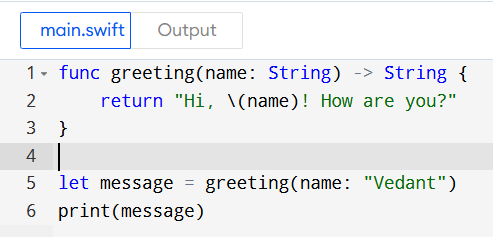 main.swift Output
1 func greeting(name: String) -> String {
2     return "Hi, \(name)! How are you?"
3 }
4
5 let message = greeting(name: "Vedant")
6 print(message)